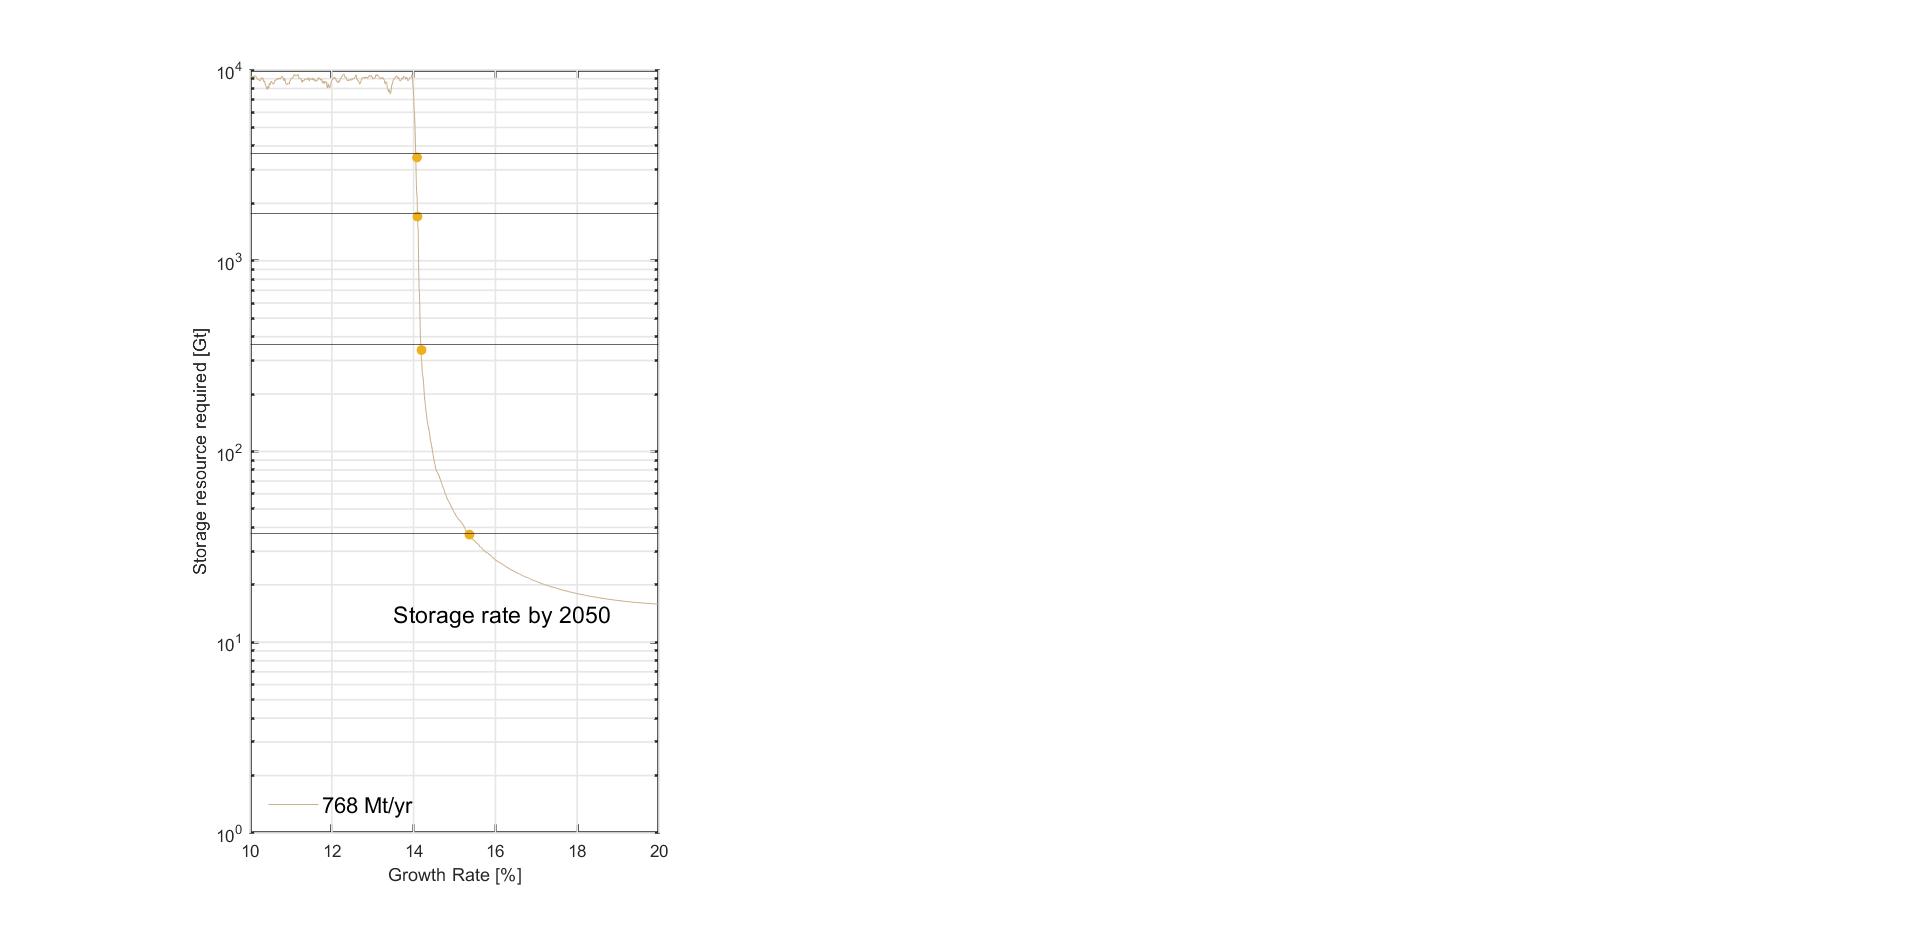 10^4
10^3
10^2
10^1
10^0
Storage resource required [Gt]
Storage rate by 2050
768 Mt/yr
10 12 14 16 18 20
Growth Rate [%]